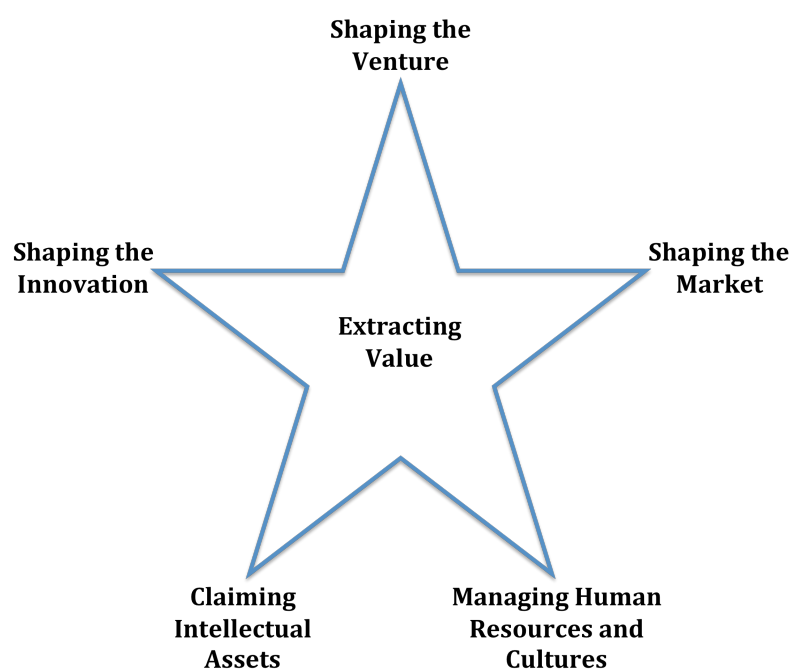 Shaping the
Venture
Shaping the
Innovation
Shaping the
Market
Extracting
Value
Claiming
Intellectual
Assets
Managing Human
Resources and
Cultures